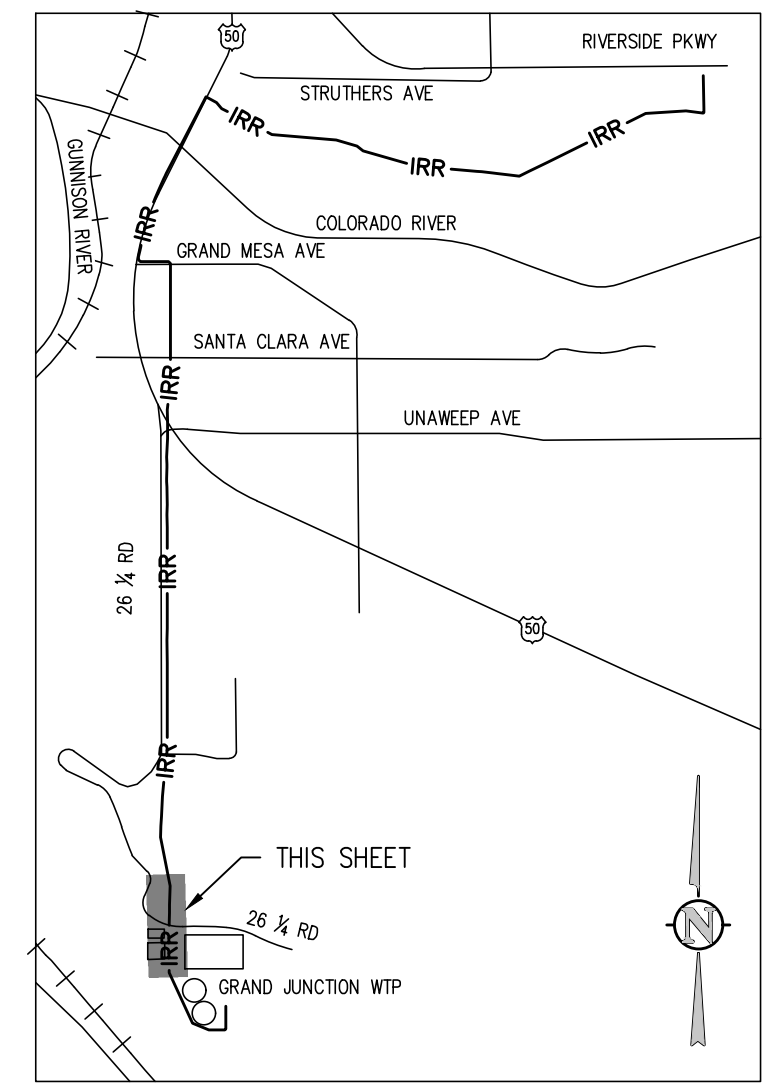 50
RIVERSIDE PKWY
STRUTHERS AVE
IRR
IRR
IRR
GUNNISON RIVER
IRR
COLORADO RIVER
GRAND MESA AVE
SANTA CLARA AVE
IRR
UNAWEEP AVE
26 ¼ RD
IRR
50
IRR
THIS SHEET
26 ¼ RD
IRR
N
GRAND JUNCTION WTP